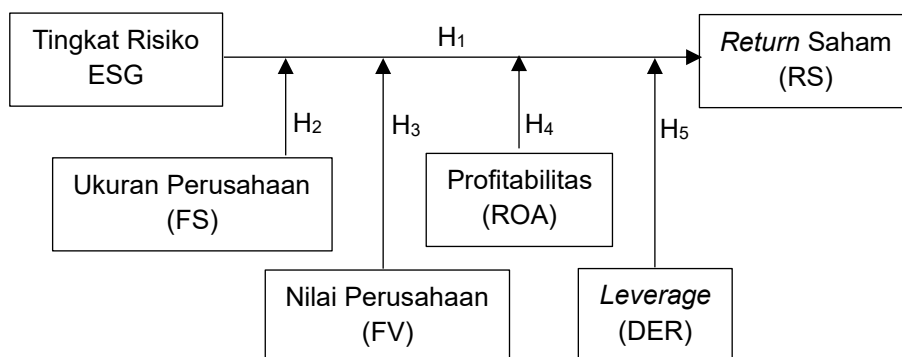 Tingkat Risiko
ESG
H₁
Return Saham
(RS)
H₂
H₃
H₄
H₅
Ukuran Perusahaan
(FS)
Profitabilitas
(ROA)
Nilai Perusahaan
(FV)
Leverage
(DER)